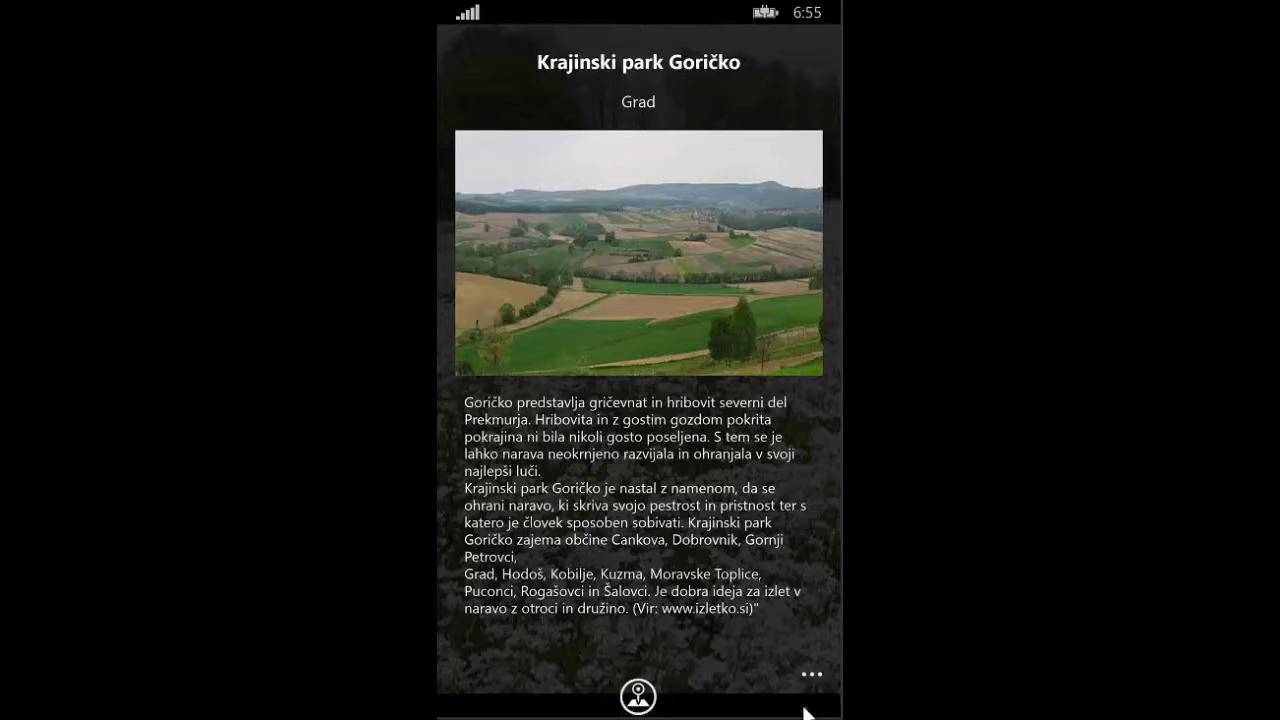 6:55
Krajinski park Goričko
Grad
Goričko predstavlja gričevnat in hribovit severni del
Prekmurja. Hribovita in z gostim gozdom pokrita
pokrajina ni bila nikoli gosto poseljena. S tem se je
lahko narava neokrnjeno razvijala in ohranjala v svoji
najlepši luči.
Krajinski park Goričko je nastal z namenom, da se
ohrani naravo, ki skriva svojo pestrost in pristnost ter s
katero je človek sposoben sobivati. Krajinski park
Goričko zajema občine Cankova, Dobrovnik, Gornji
Petrovci,
Grad, Hodoš, Kobilje, Kuzma, Moravske Toplice,
Puconci, Rogašovci in Šalovci. Je dobra ideja za izlet v
naravo z otroci in družino. (Vir: www.izletko.si)"